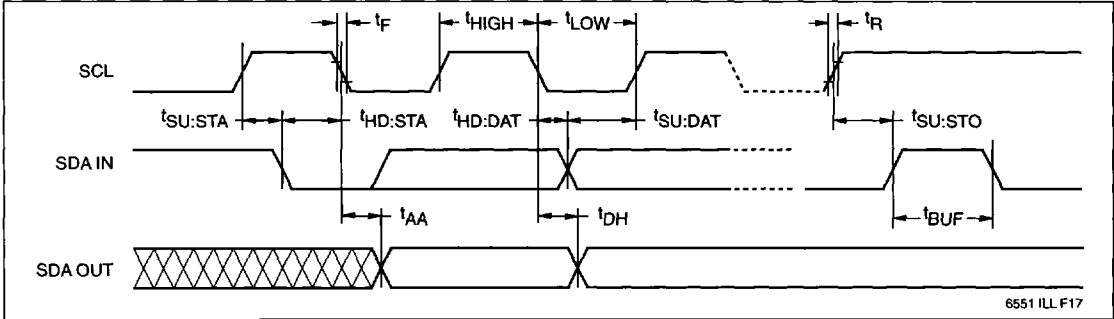 tF
tHIGH
tLOW
tR
SCL
tSU:STA
tHD:STA
tHD:DAT
tSU:DAT
tSU:STO
SDA IN
tAA
tDH
tBUF
SDA OUT
6551 ILL F17